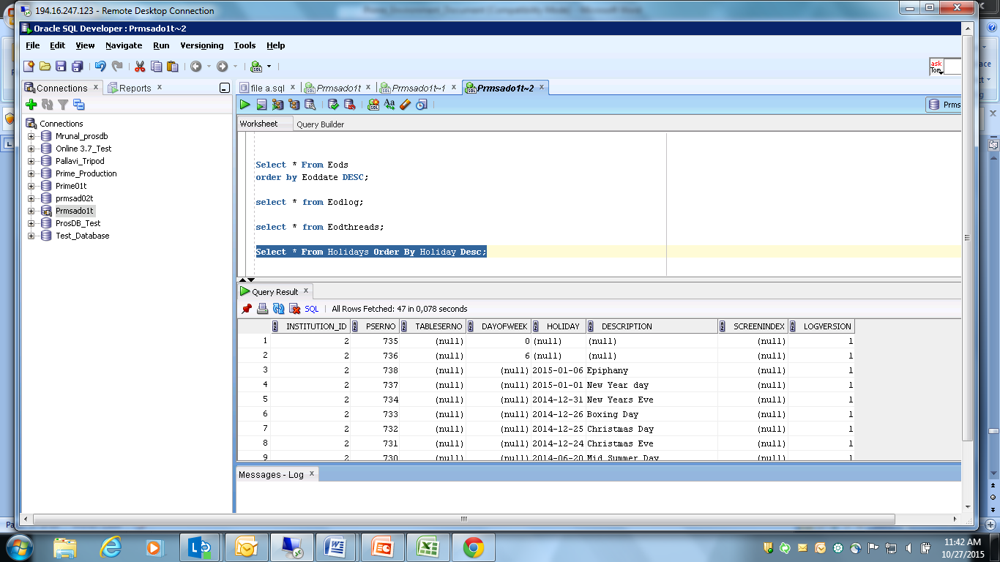 194.16.247.123 - Remote Desktop Connection
Oracle SQL Developer : Prmsado1t~2
File Edit View Navigate Run Versioning Tools Help
ask
Tom
Connections x Reports x
file a.sql x Prmsado1t x Prmsado1t~1 x Prmsado1t~2 x
Prms
Connections
Mrunal_prosdb
Online 3.7_Test
Pallavi_Tripod
Prime_Production
Prime01t
prmsad02t
Prmsado1t
ProsDB_Test
Test_Database
Worksheet Query Builder
Select * From Eods
order by Eoddate DESC;
select * from Eodlog;
select * from Eodthreads;
Select * From Holidays Order By Holiday Desc;
Query Result x
SQL | All Rows Fetched: 47 in 0,078 seconds
INSTITUTION_ID PSERNO TABLESERNO DAYOFWEEK HOLIDAY DESCRIPTION SCREENINDEX LOGVERSION
1 2 735 (null) 0 (null) (null) (null) 1
2 2 736 (null) 6 (null) (null) (null) 1
3 2 738 (null) (null) 2015-01-06 Epiphany (null) 1
4 2 737 (null) (null) 2015-01-01 New Year day (null) 1
5 2 734 (null) (null) 2014-12-31 New Years Eve (null) 1
6 2 733 (null) (null) 2014-12-26 Boxing Day (null) 1
7 2 732 (null) (null) 2014-12-25 Christmas Day (null) 1
8 2 731 (null) (null) 2014-12-24 Christmas Eve (null) 1
9 2 730 (null) (null) 2014-06-20 Mid Summer Day (null) 1
Messages - Log x
11:42 AM
10/27/2015